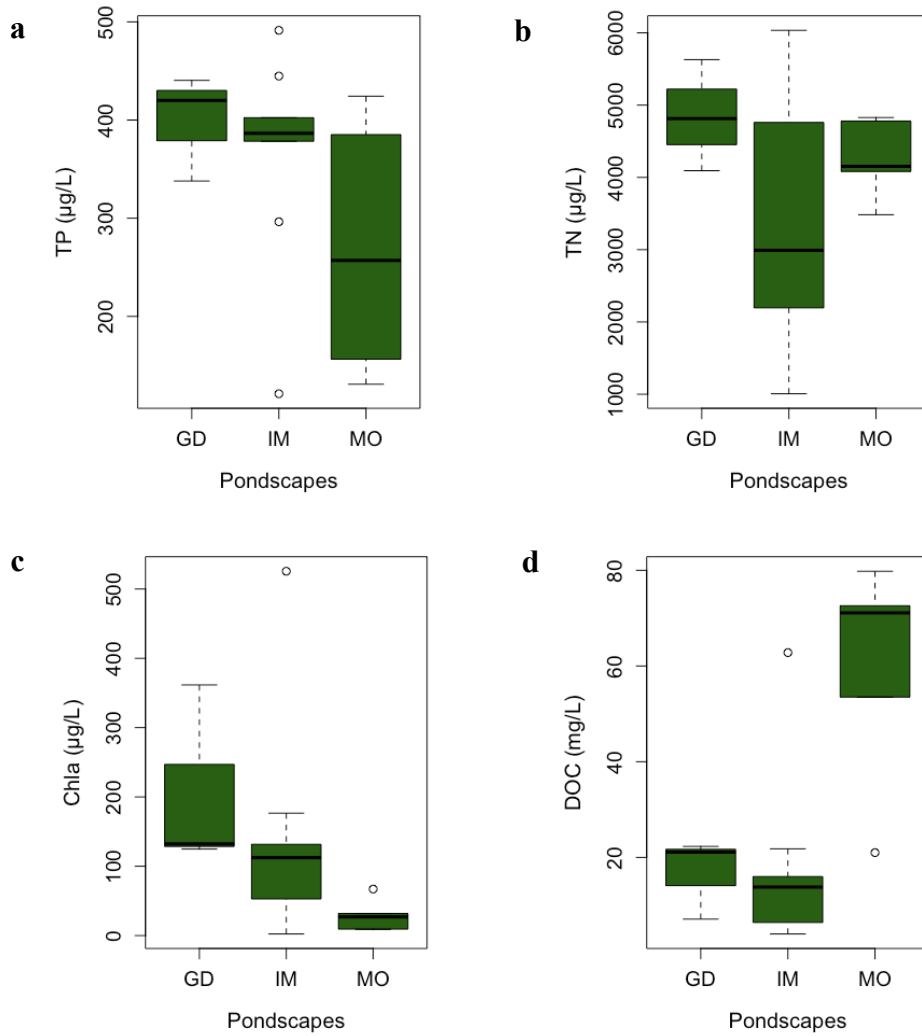 a
TP (µg/L)
500
400
300
200
GD IM MO
Pondscapes
b
TN (µg/L)
6000
5000
4000
3000
2000
1000
GD IM MO
Pondscapes
c
Chla (µg/L)
500
400
300
200
100
0
GD IM MO
Pondscapes
d
DOC (mg/L)
80
60
40
20
GD IM MO
Pondscapes